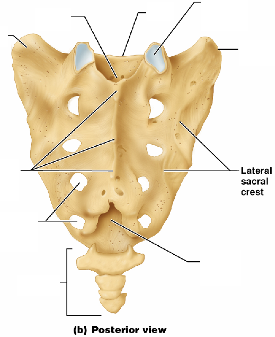 Lateral
sacral
crest
(b) Posterior view